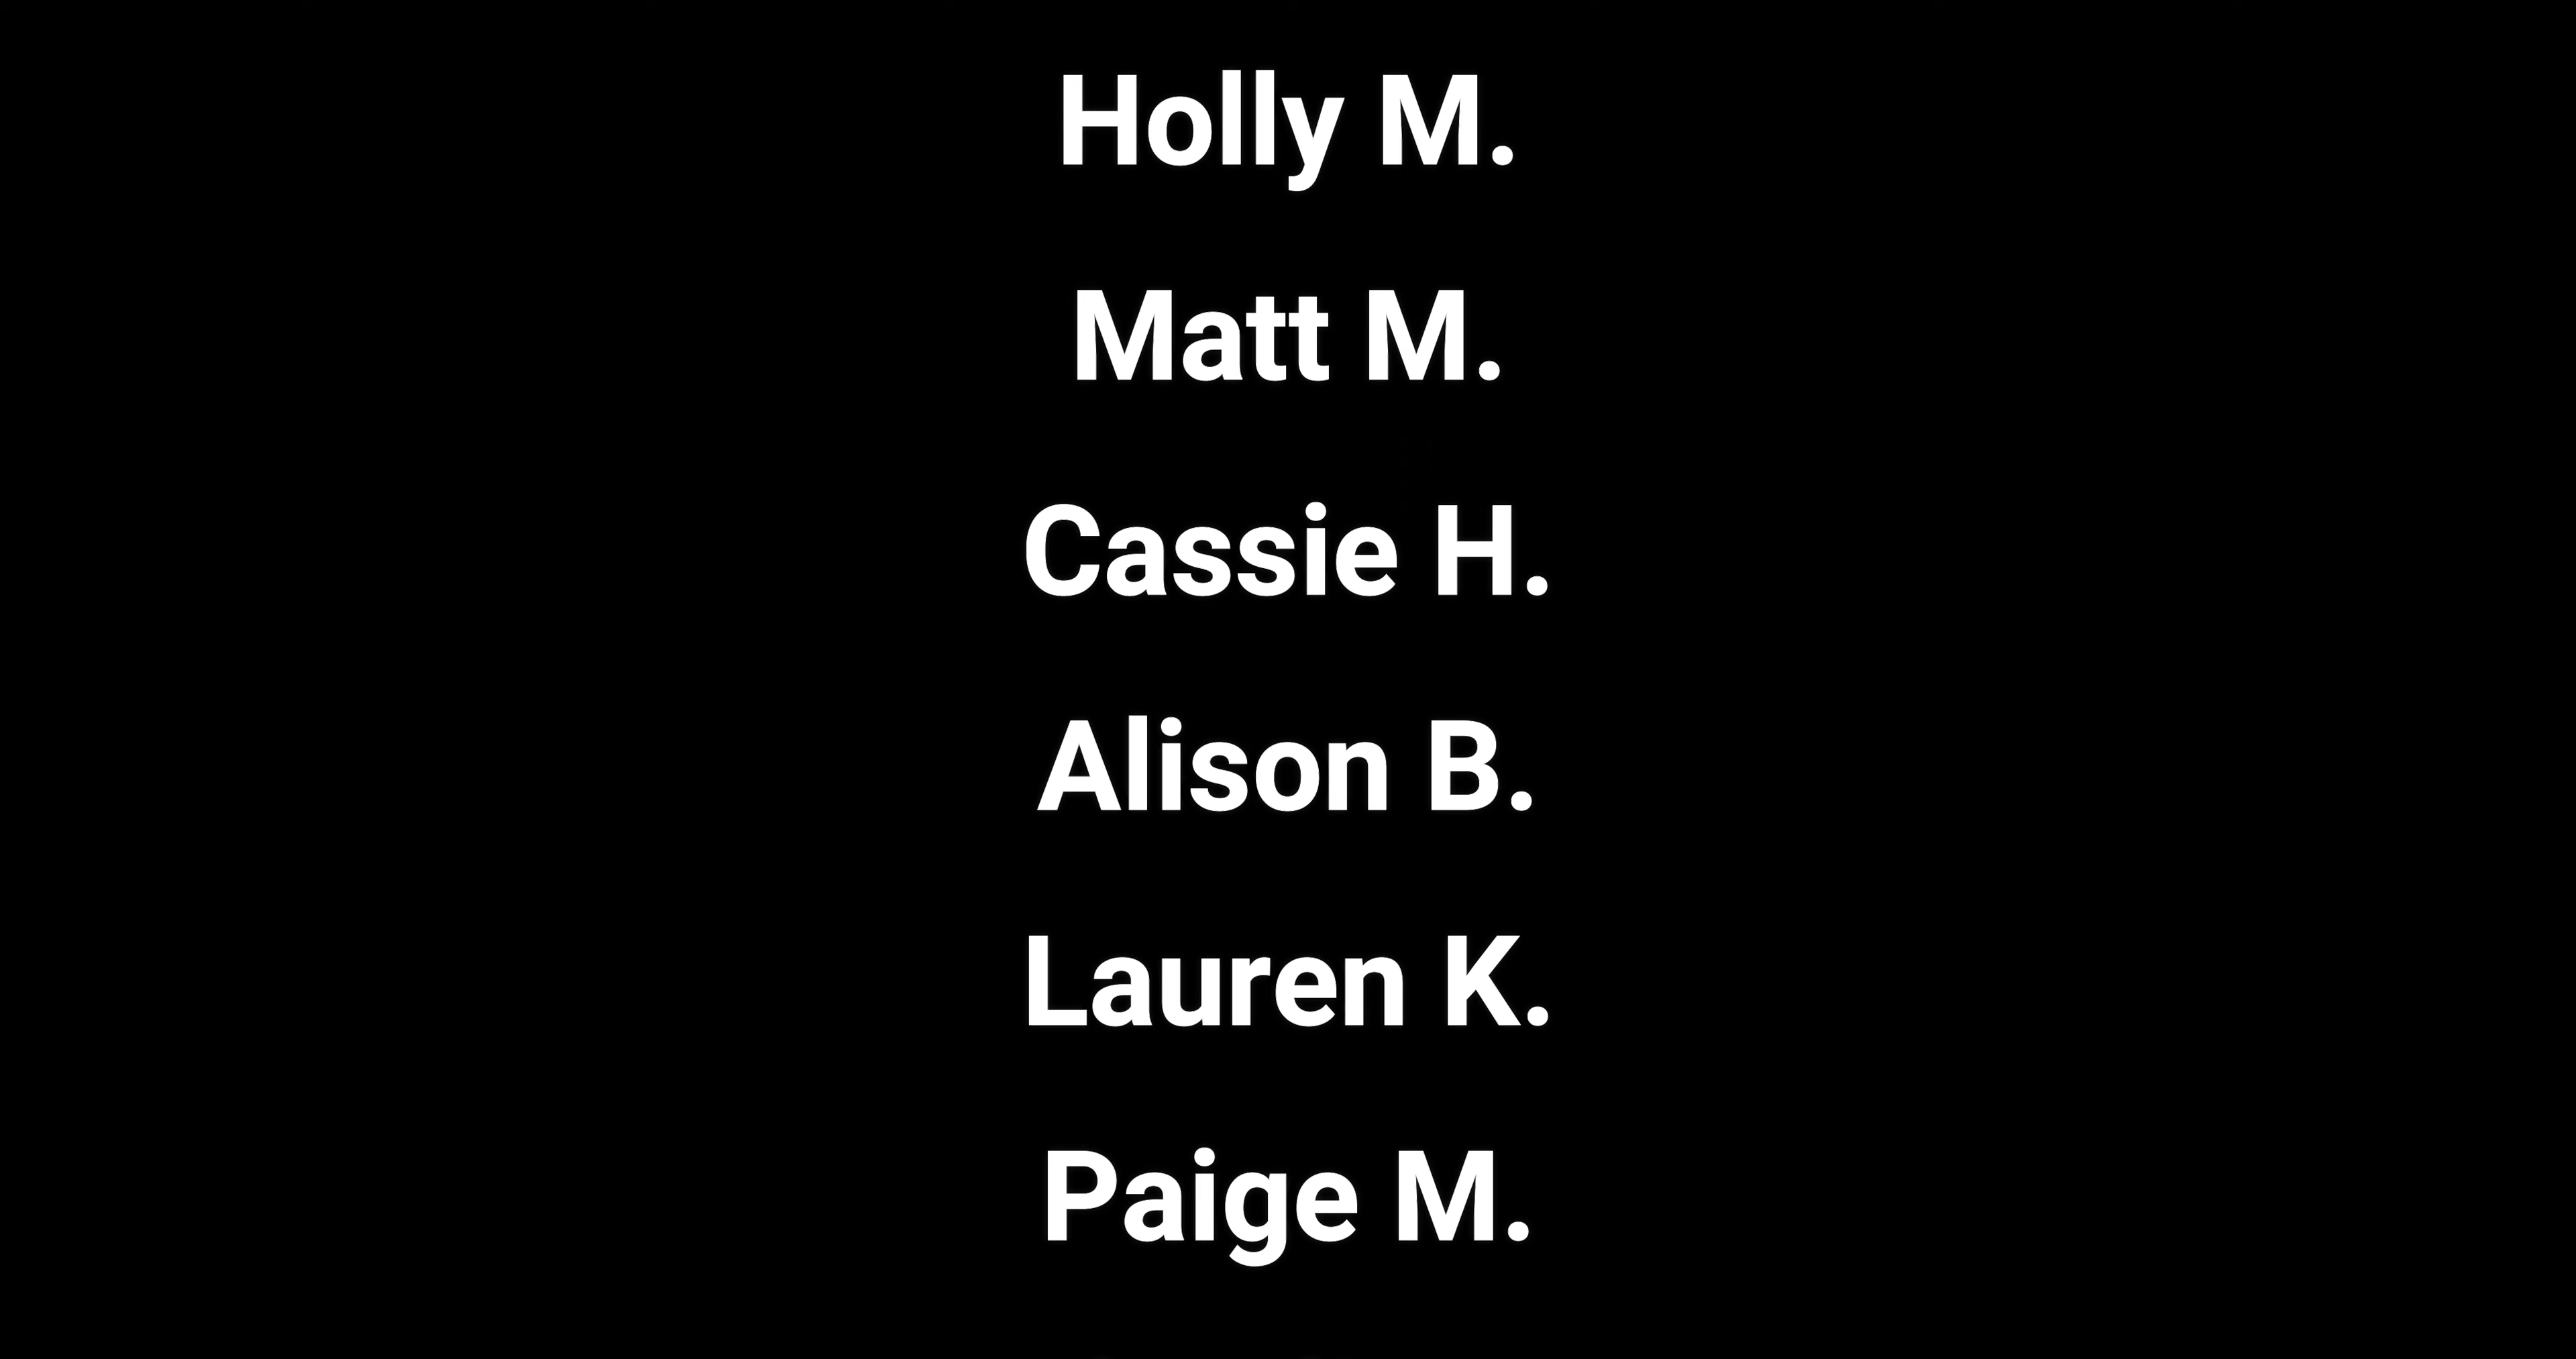 Holly M.
Matt M.
Cassie H.
Alison B.
Lauren K.
Paige M.